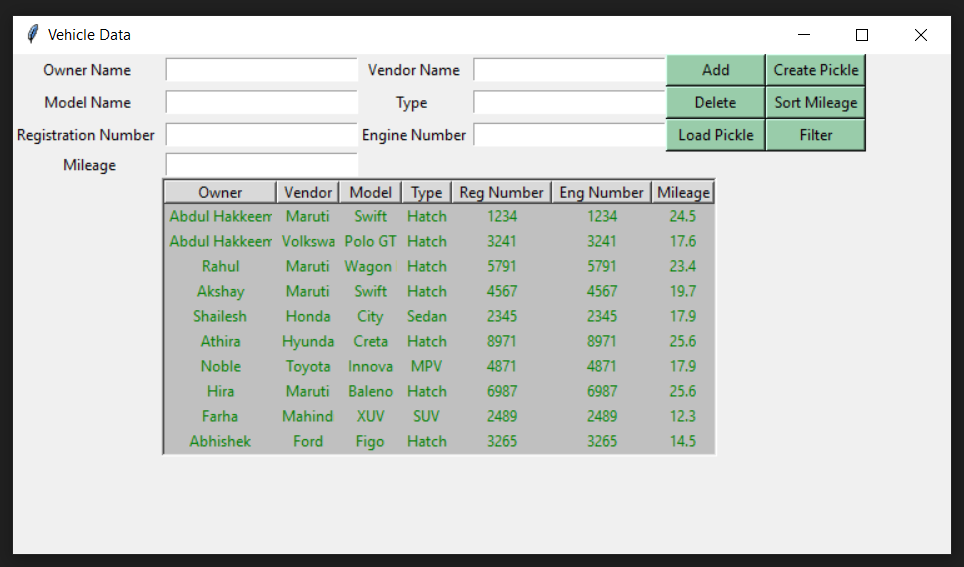 Vehicle Data
Owner Name Vendor Name Add Create Pickle
Model Name Type Delete Sort Mileage
Registration Number Engine Number Load Pickle Filter
Mileage
Owner Vendor Model Type Reg Number Eng Number Mileage
Abdul Hakkeem Maruti Swift Hatch 1234 1234 24.5
Abdul Hakkeem Volkswa Polo GT Hatch 3241 3241 17.6
Rahul Maruti Wagon Hatch 5791 5791 23.4
Akshay Maruti Swift Hatch 4567 4567 19.7
Shailesh Honda City Sedan 2345 2345 17.9
Athira Hyunda Creta Hatch 8971 8971 25.6
Noble Toyota Innova MPV 4871 4871 17.9
Hira Maruti Baleno Hatch 6987 6987 25.6
Farha Mahind XUV SUV 2489 2489 12.3
Abhishek Ford Figo Hatch 3265 3265 14.5